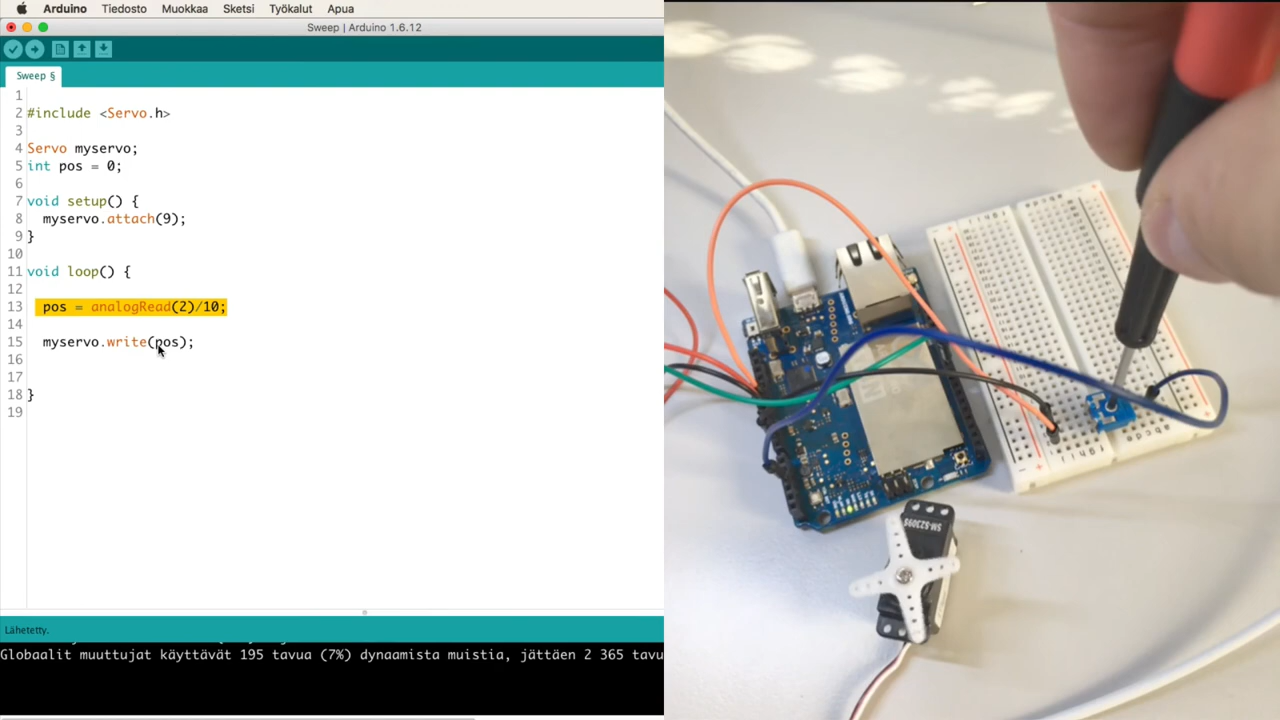 Arduino Tiedosto Muokkaa Sketsi Työkalut Apua
Sweep | Arduino 1.6.12
Sweep §
1
2 #include <Servo.h>
3
4 Servo myservo;
5 int pos = 0;
6
7 void setup() {
8 myservo.attach(9);
9 }
10
11 void loop() {
12
13 pos = analogRead(2)/10;
14
15 myservo.write(pos);
16
17
18 }
19
Lähetetty.
Globaalit muuttujat käyttävät 195 tavua (7%) dynaamista muistia, jättäen 2 365 tavu
SM-S2309S